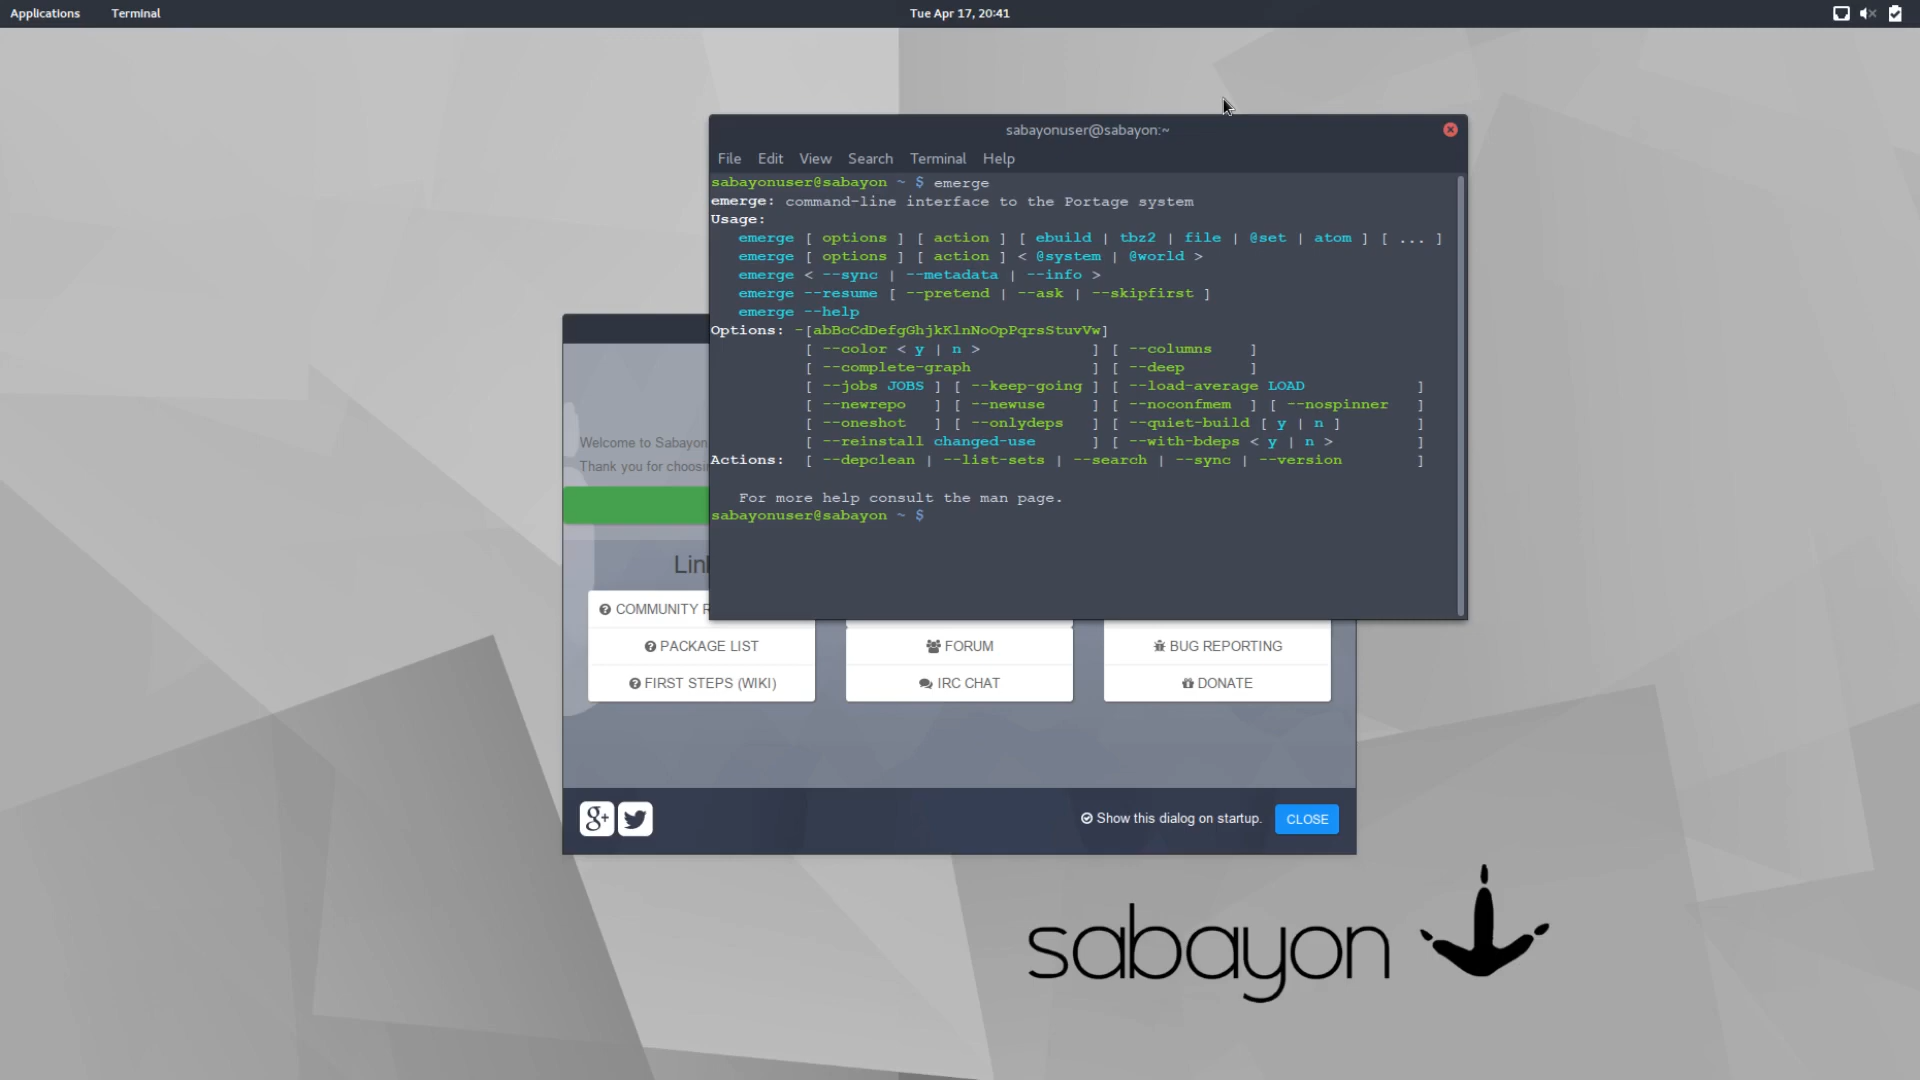 Applications Terminal Tue Apr 17, 20:41
sabayonuser@sabayon:~
File Edit View Search Terminal Help
sabayonuser@sabayon ~ $ emerge
emerge: command-line interface to the Portage system
Usage:
emerge [ options ] [ action ] [ ebuild | tbz2 | file | @set | atom ] [ ... ]
emerge [ options ] [ action ] < @system | @world >
emerge < --sync | --metadata | --info >
emerge --resume [ --pretend | --ask | --skipfirst ]
emerge --help
Options: -[abBcCdDefgGhjkKlnNoOpPqrsStuvVw]
[ --color < y | n > ] [ --columns ]
[ --complete-graph ] [ --deep ]
[ --jobs JOBS ] [ --keep-going ] [ --load-average LOAD ]
[ --newrepo ] [ --newuse ] [ --noconfmem ] [ --nospinner ]
[ --oneshot ] [ --onlydeps ] [ --quiet-build [ y | n ] ]
[ --reinstall changed-use ] [ --with-bdeps < y | n > ]
Actions: [ --depclean | --list-sets | --search | --sync | --version ]
For more help consult the man page.
sabayonuser@sabayon ~ $
Welcome to Sabayon
Thank you for
COMMUNITY
PACKAGE LIST
FIRST STEPS (WIKI)
FORUM
IRC CHAT
BUG REPORTING
DONATE
g+
Show this dialog on startup. CLOSE
sabayon